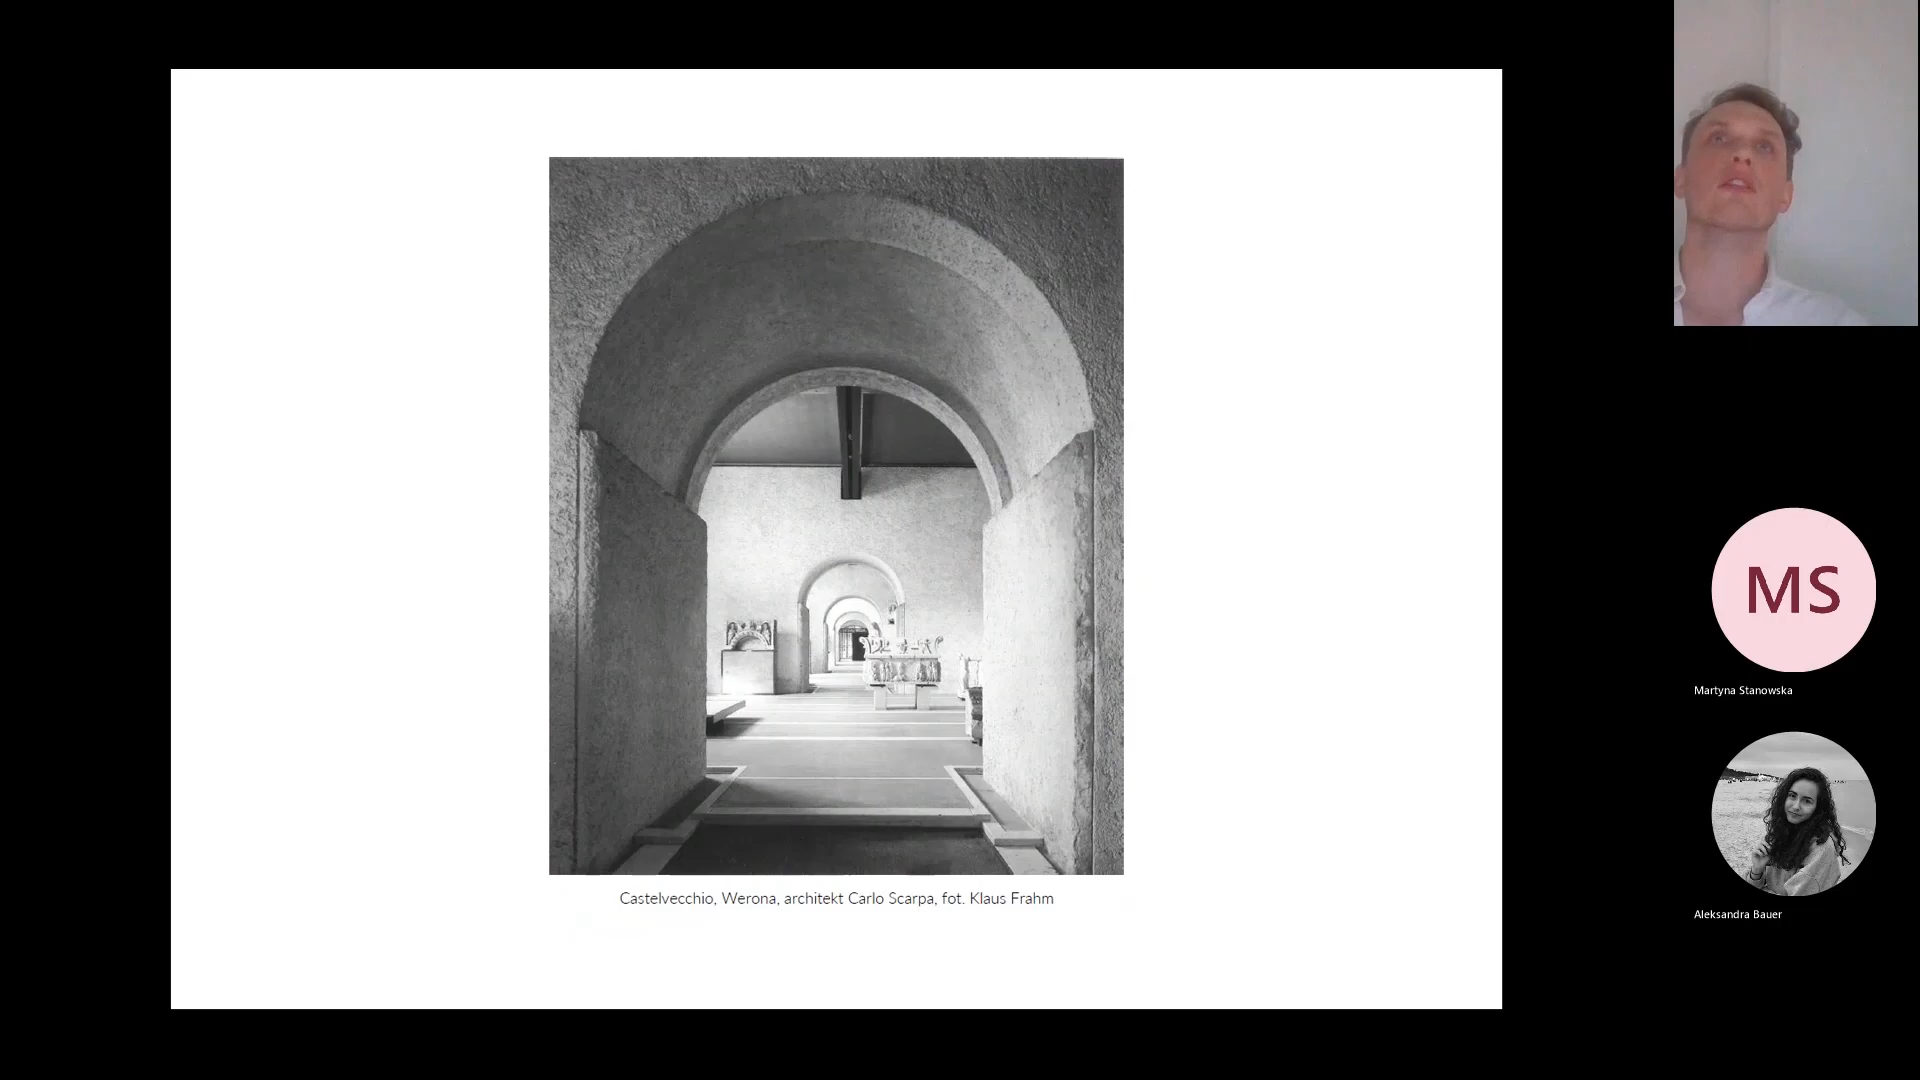 Castelvecchio, Werona, architekt Carlo Scarpa, fot. Klaus Frahm
MS
Martyna Stanowska
Aleksandra Bauer